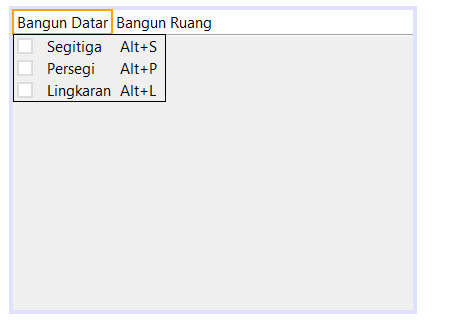 Bangun Datar Bangun Ruang
Segitiga Alt+S
Persegi Alt+P
Lingkaran Alt+L